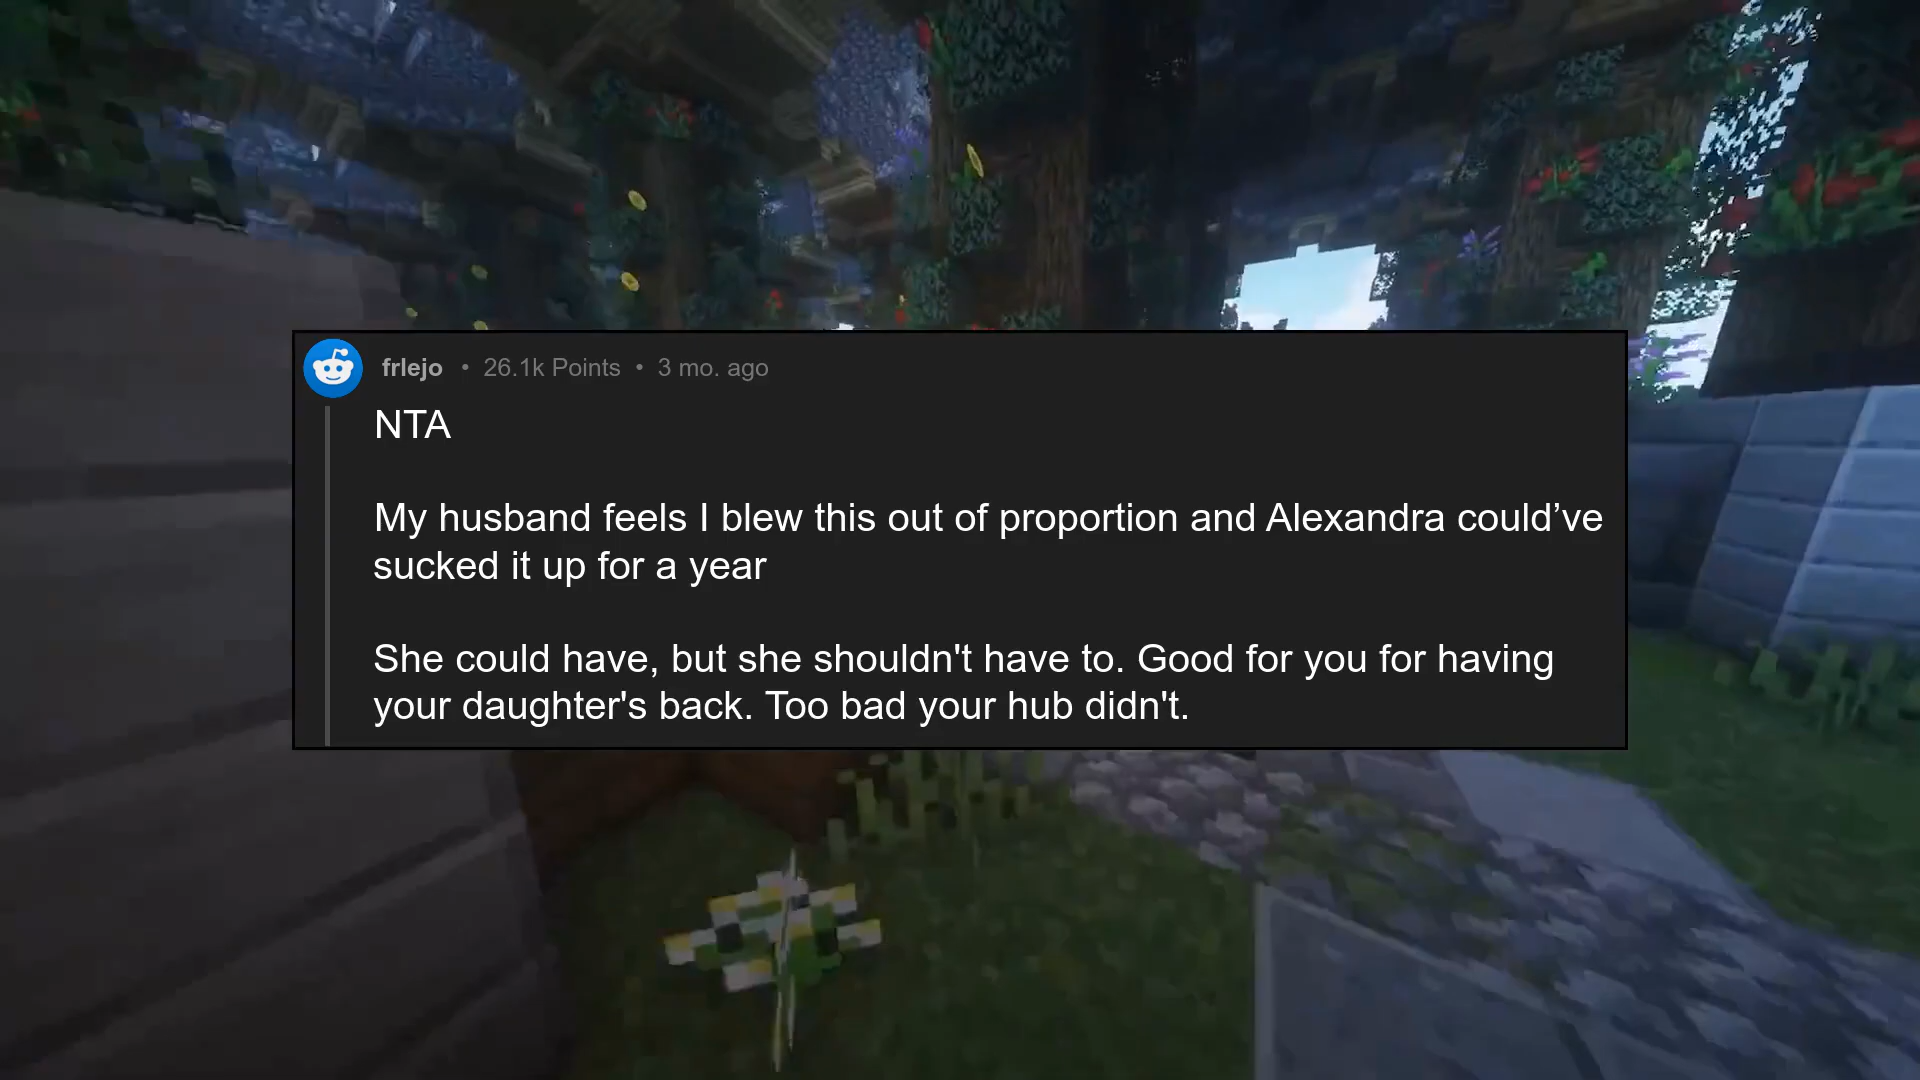 frlejo • 26.1k Points • 3 mo. ago
NTA
My husband feels I blew this out of proportion and Alexandra could’ve
sucked it up for a year
She could have, but she shouldn't have to. Good for you for having
your daughter's back. Too bad your hub didn't.